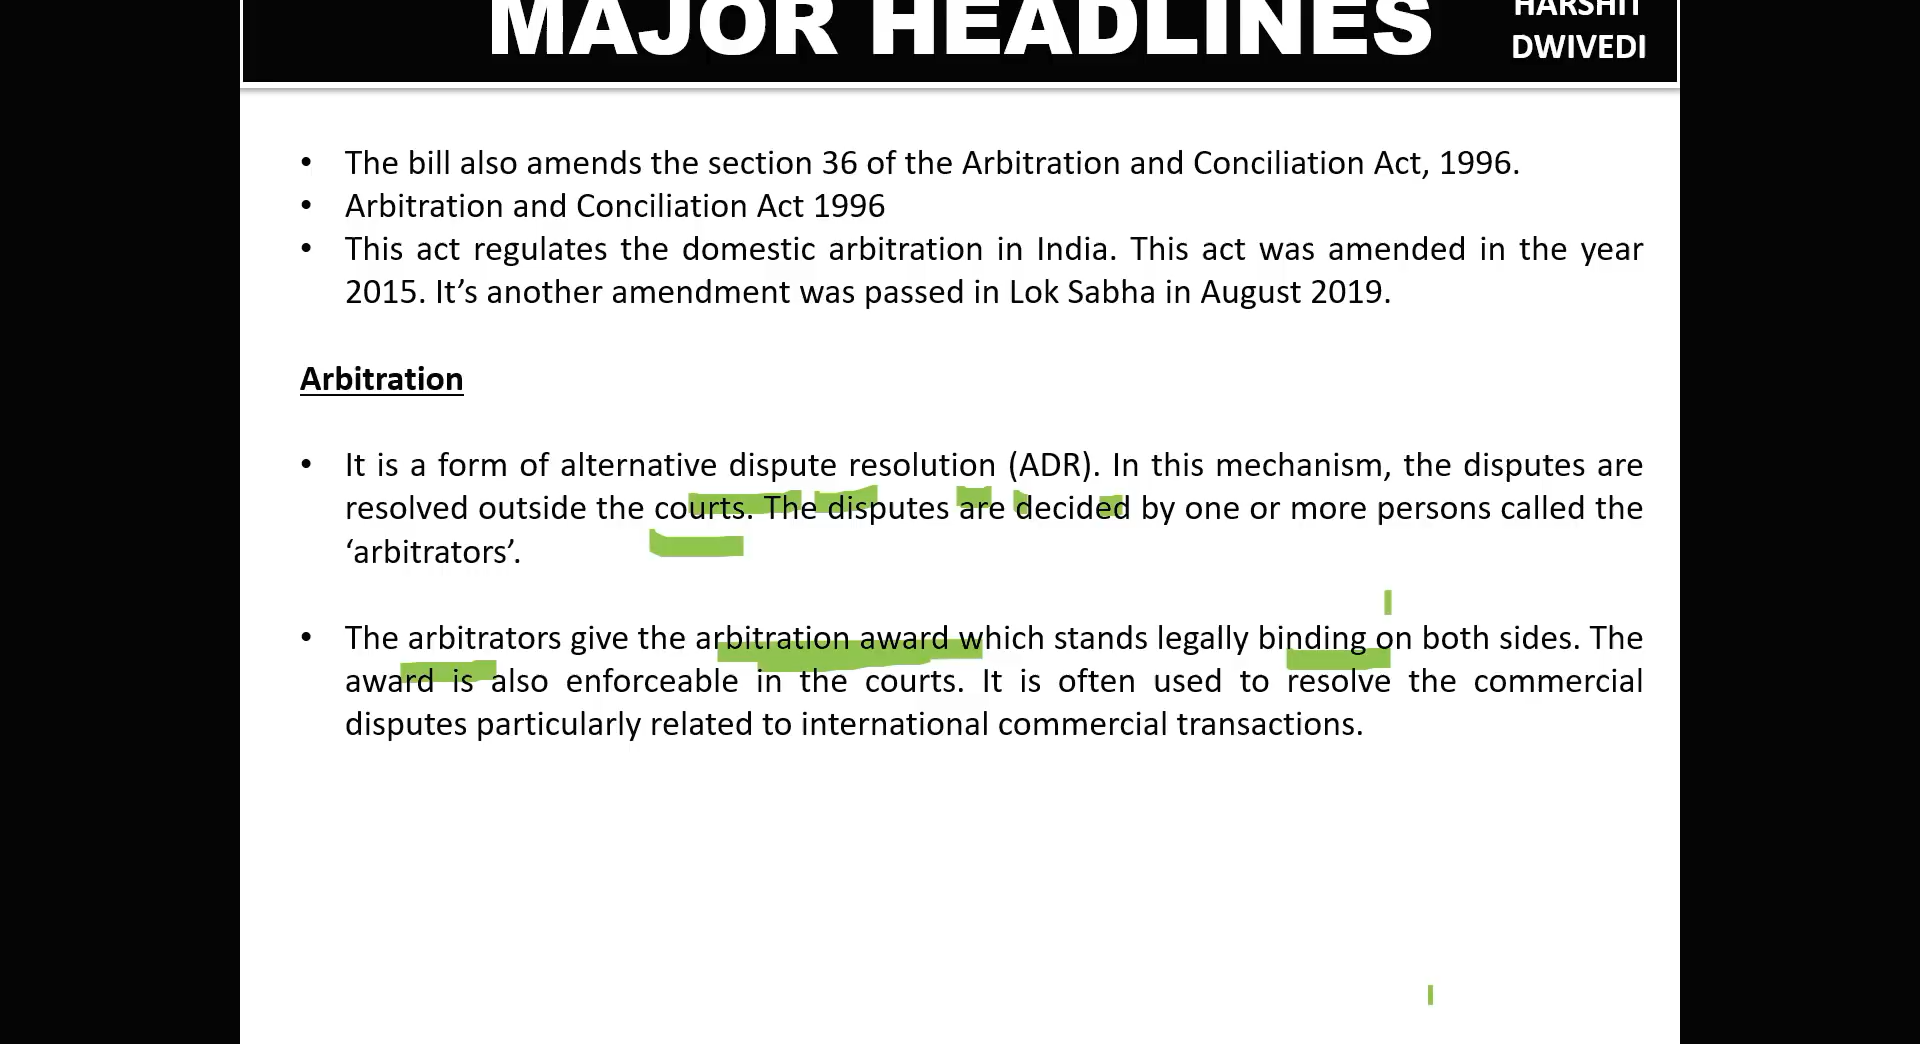 MAJOR HEADLINES
HARSHIT
DWIVEDI
• The bill also amends the section 36 of the Arbitration and Conciliation Act, 1996.
• Arbitration and Conciliation Act 1996
• This act regulates the domestic arbitration in India. This act was amended in the year
2015. It’s another amendment was passed in Lok Sabha in August 2019.
Arbitration
• It is a form of alternative dispute resolution (ADR). In this mechanism, the disputes are
resolved outside the courts. The disputes are decided by one or more persons called the
‘arbitrators’.
• The arbitrators give the arbitration award which stands legally binding on both sides. The
award is also enforceable in the courts. It is often used to resolve the commercial
disputes particularly related to international commercial transactions.